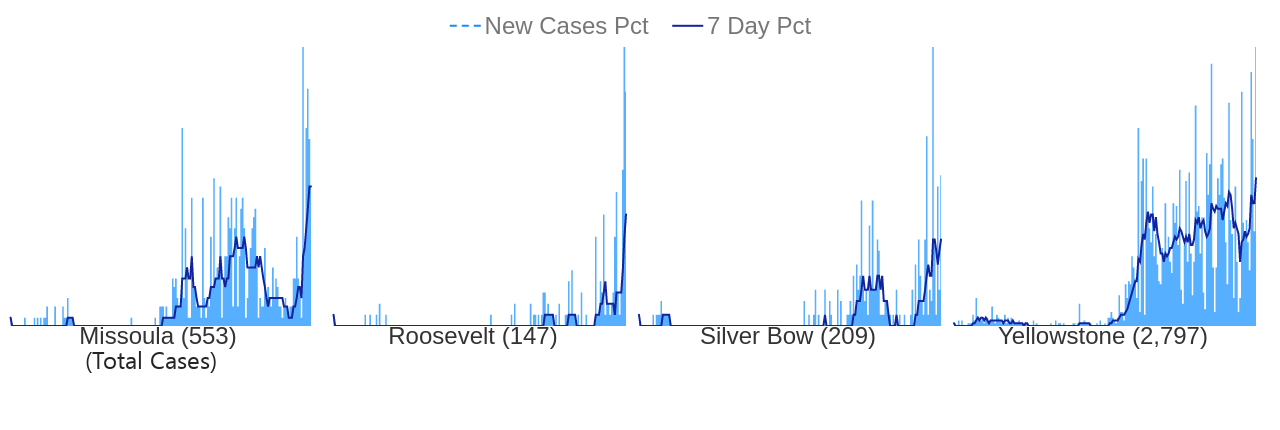 New Cases Pct 7 Day Pct
Missoula (553) Roosevelt (147) Silver Bow (209) Yellowstone (2,797)
(Total Cases)